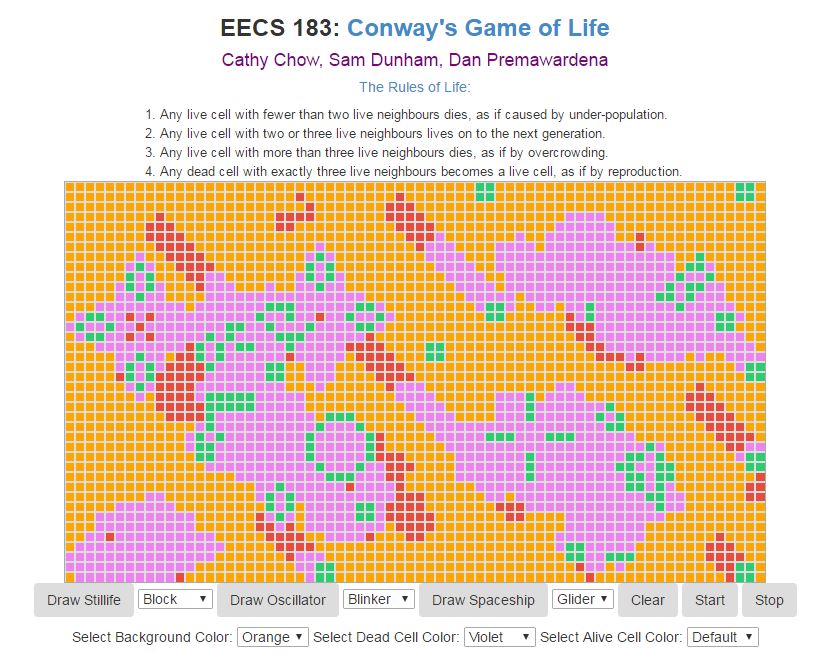 EECS 183: Conway's Game of Life
Cathy Chow, Sam Dunham, Dan Premawardena
The Rules of Life:
1. Any live cell with fewer than two live neighbours dies, as if caused by under-population.
2. Any live cell with two or three live neighbours lives on to the next generation.
3. Any live cell with more than three live neighbours dies, as if by overcrowding.
4. Any dead cell with exactly three live neighbours becomes a live cell, as if by reproduction.
Draw Stillife Block Draw Oscillator Blinker Draw Spaceship Glider Clear Start Stop
Select Background Color: Orange Select Dead Cell Color: Violet Select Alive Cell Color: Default